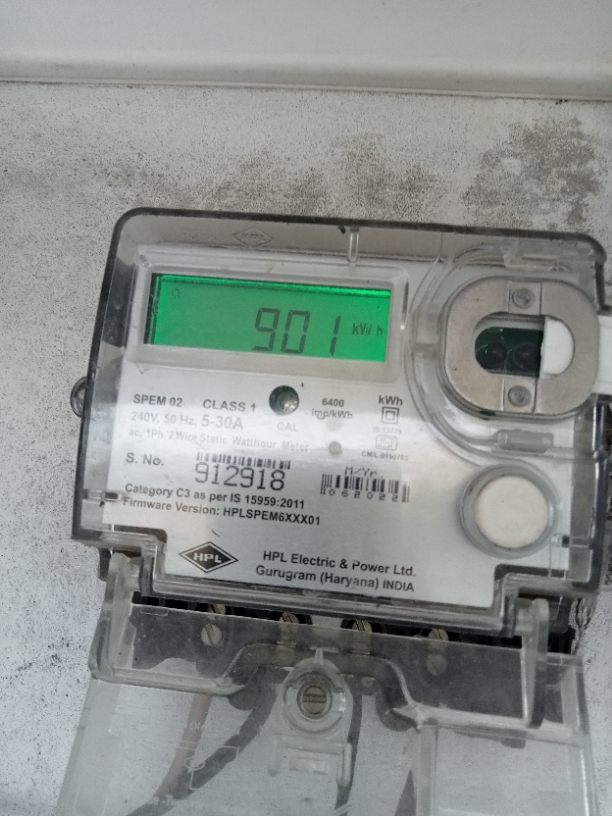 901 kWh
SPEM 02 CLASS 1 6400 kWh
240V, 50 Hz, 5-30A CAL Imp/kWh
ac, 1Ph, 2 Wire Static Watthour Meter
S. No. M/Yr.
912918
Category C3 as per IS 15959:2011
Firmware Version: HPLSPEM6XXX01
HPL HPL Electric & Power Ltd.
Gurugram (Haryana) INDIA